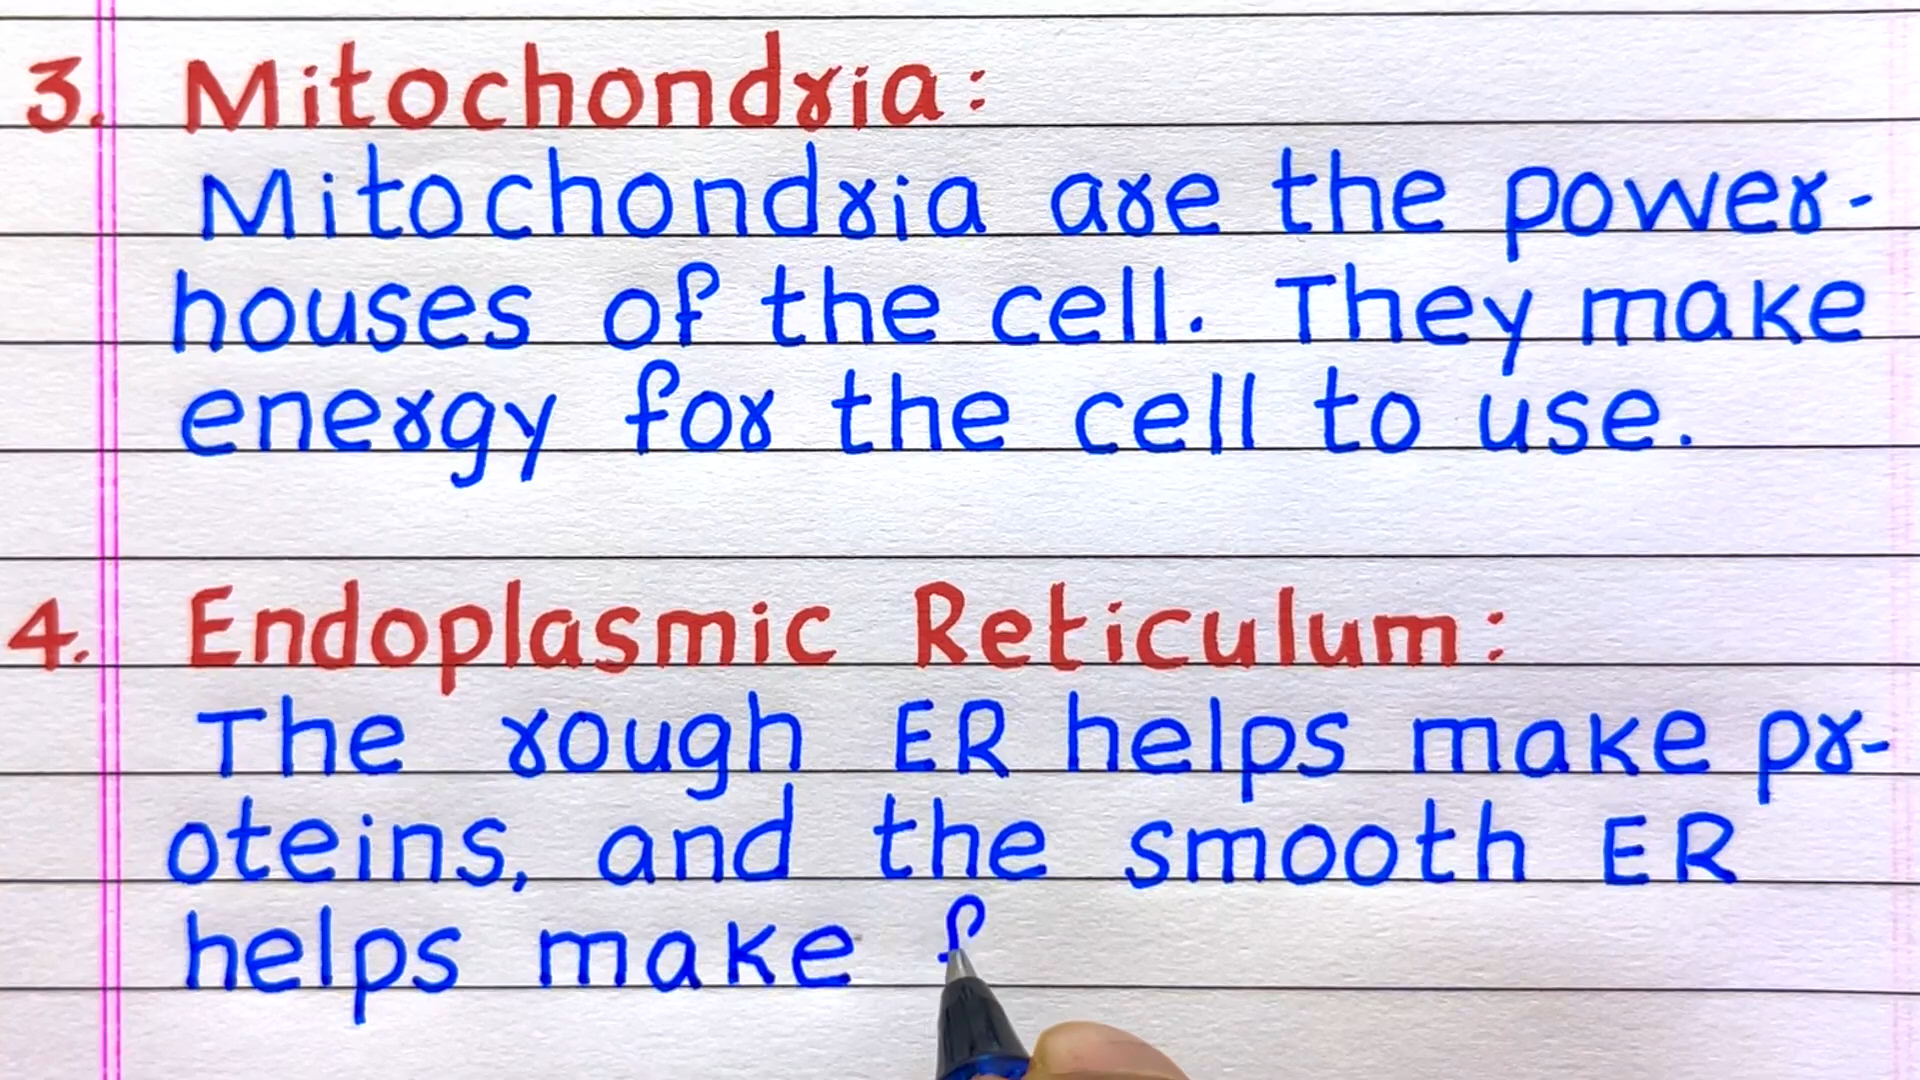 3. Mitochondria:
Mitochondria are the power-
houses of the cell. They make
energy for the cell to use.
4. Endoplasmic Reticulum:
The rough ER helps make pr-
oteins, and the smooth ER
helps make f